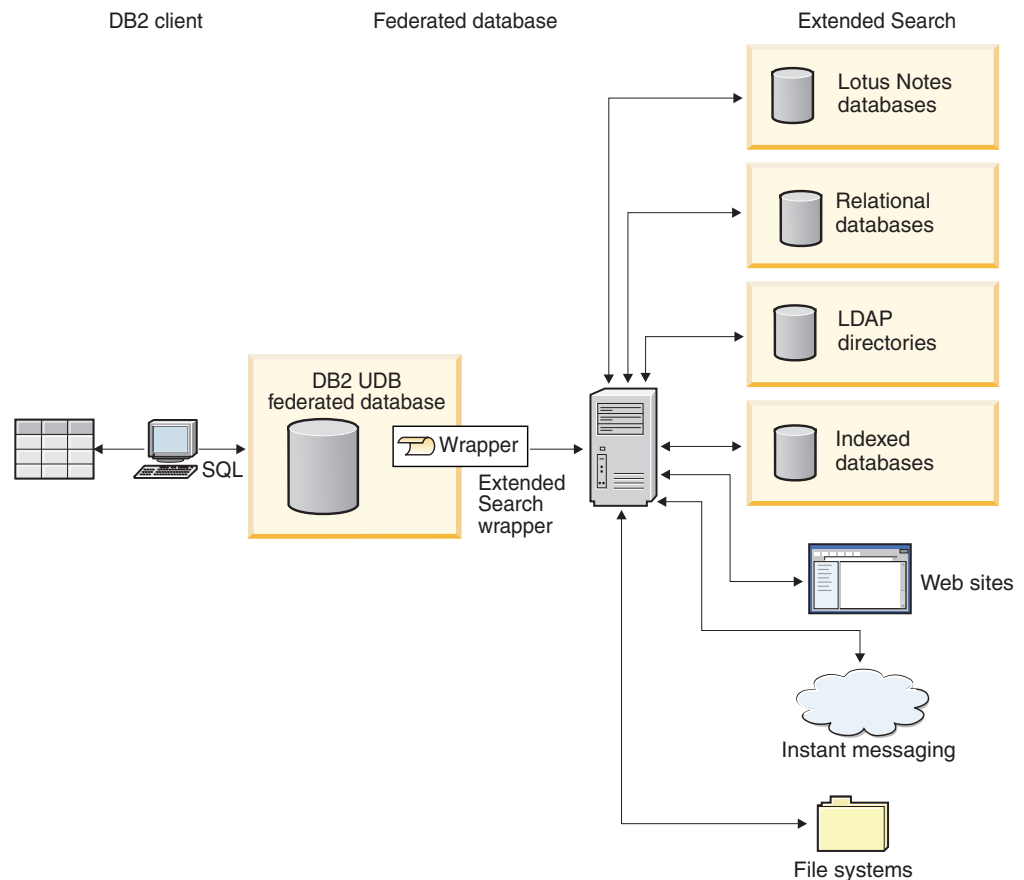 DB2 client
Federated database
Extended Search
Lotus Notes
databases
Relational
databases
LDAP
directories
DB2 UDB
federated database
Wrapper
SQL
Extended
Search
wrapper
Indexed
databases
Web sites
Instant messaging
File systems